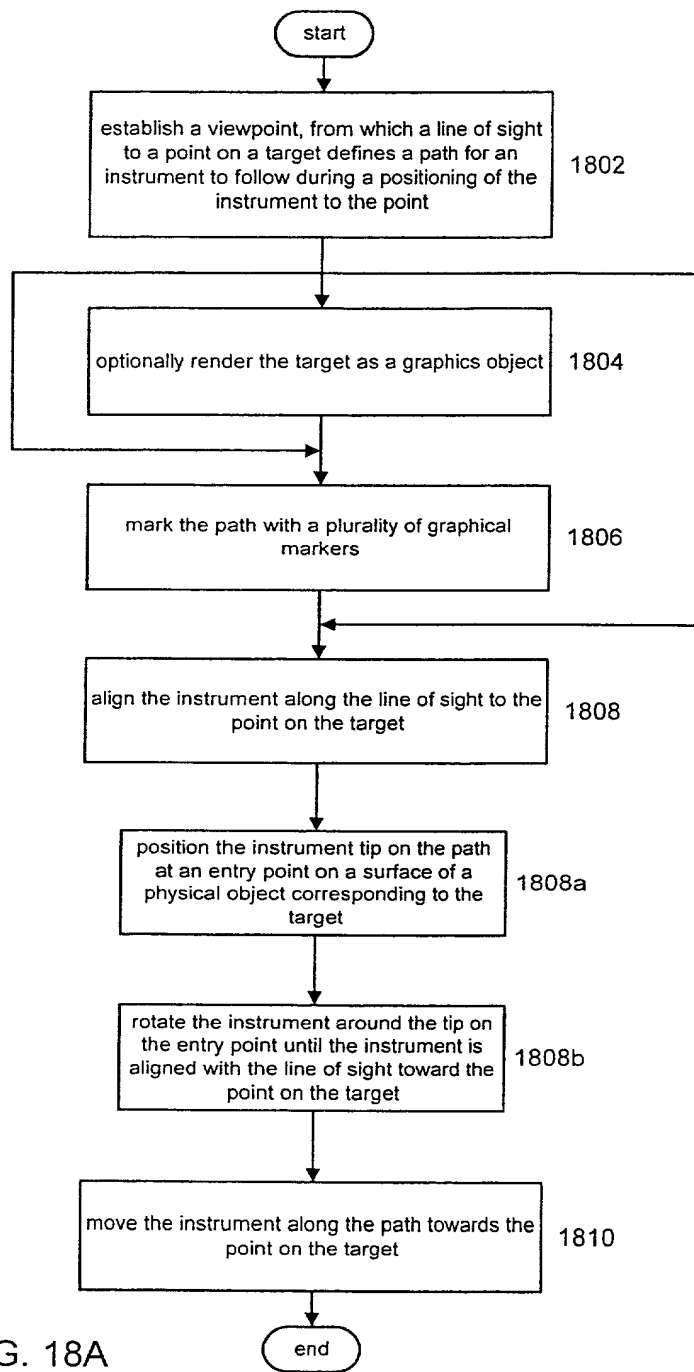 start
establish a viewpoint, from which a line of sight
to a point on a target defines a path for an
instrument to follow during a positioning of the
instrument to the point
1802
optionally render the target as a graphics object
1804
mark the path with a plurality of graphical
markers
1806
align the instrument along the line of sight to the
point on the target
1808
position the instrument tip on the path
at an entry point on a surface of a
physical object corresponding to the
target
1808a
rotate the instrument around the tip on
the entry point until the instrument is
aligned with the line of sight toward the
point on the target
1808b
move the instrument along the path towards the
point on the target
1810
end
G. 18A